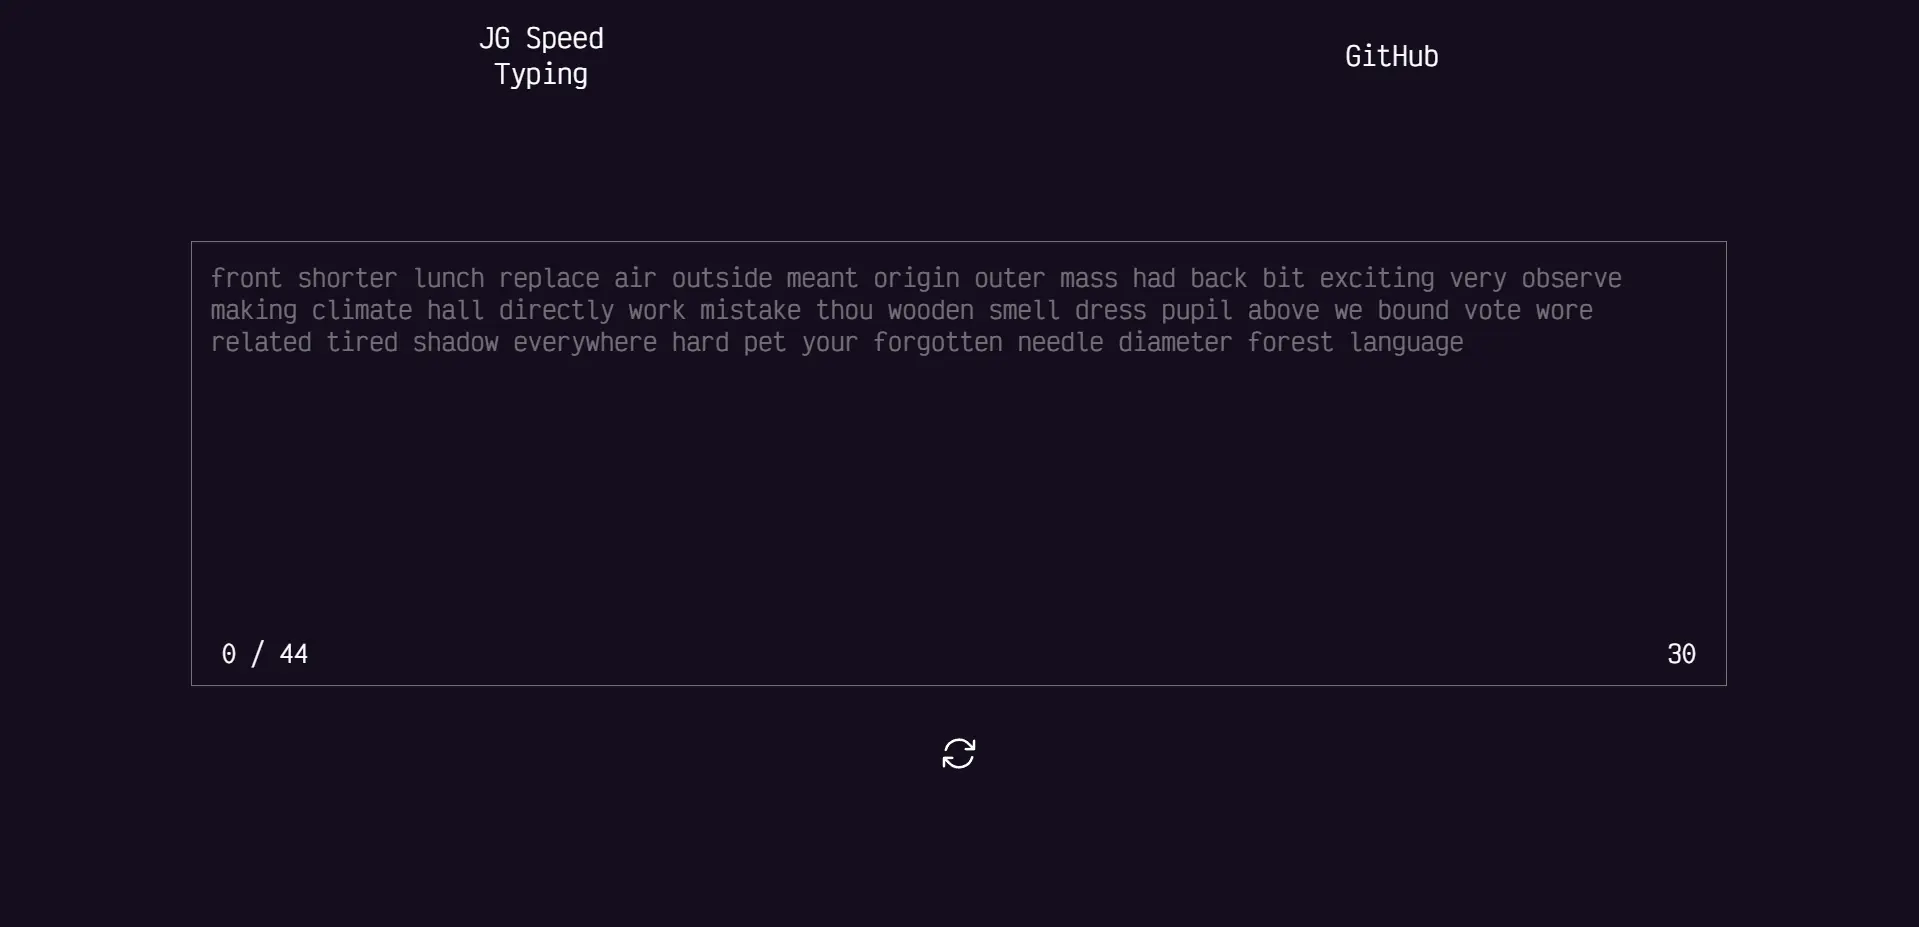 JG Speed
Typing
GitHub
front shorter lunch replace air outside meant origin outer mass had back bit exciting very observe
making climate hall directly work mistake thou wooden smell dress pupil above we bound vote wore
related tired shadow everywhere hard pet your forgotten needle diameter forest language
0 / 44
30